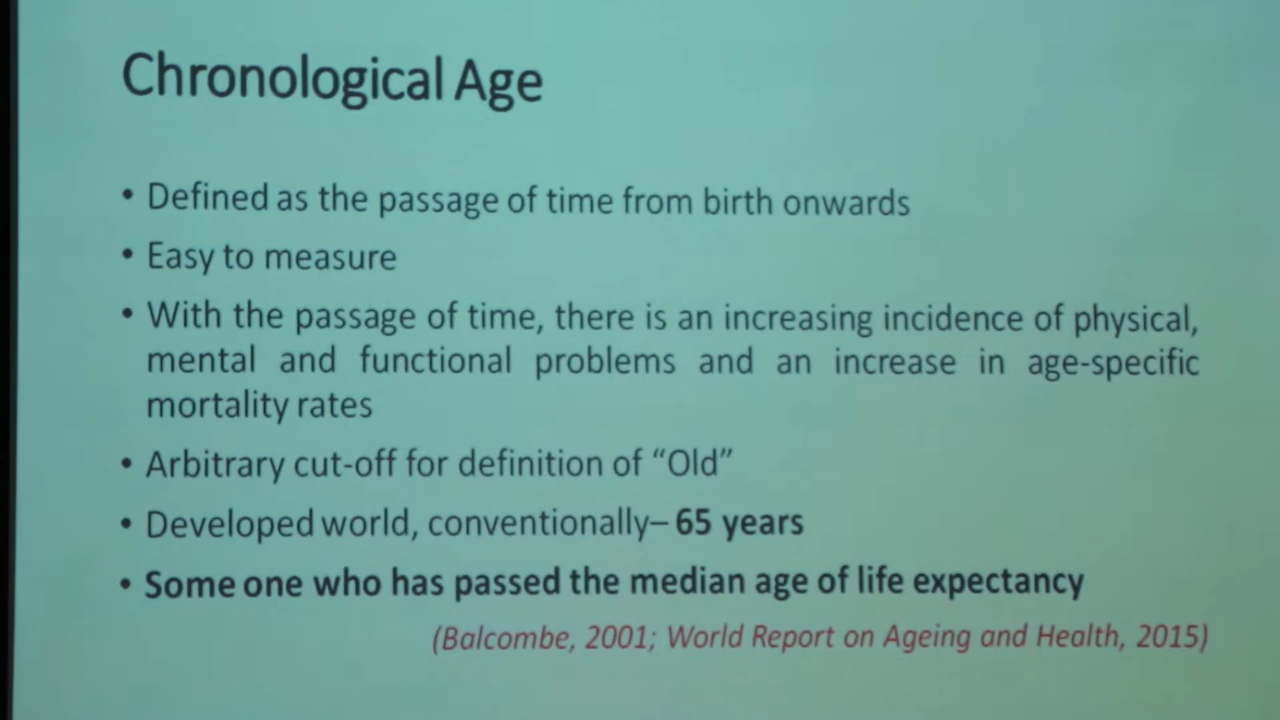 Chronological Age
• Defined as the passage of time from birth onwards
• Easy to measure
• With the passage of time, there is an increasing incidence of physical,
mental and functional problems and an increase in age-specific
mortality rates
• Arbitrary cut-off for definition of “Old”
• Developed world, conventionally– 65 years
• Some one who has passed the median age of life expectancy
(Balcombe, 2001; World Report on Ageing and Health, 2015)